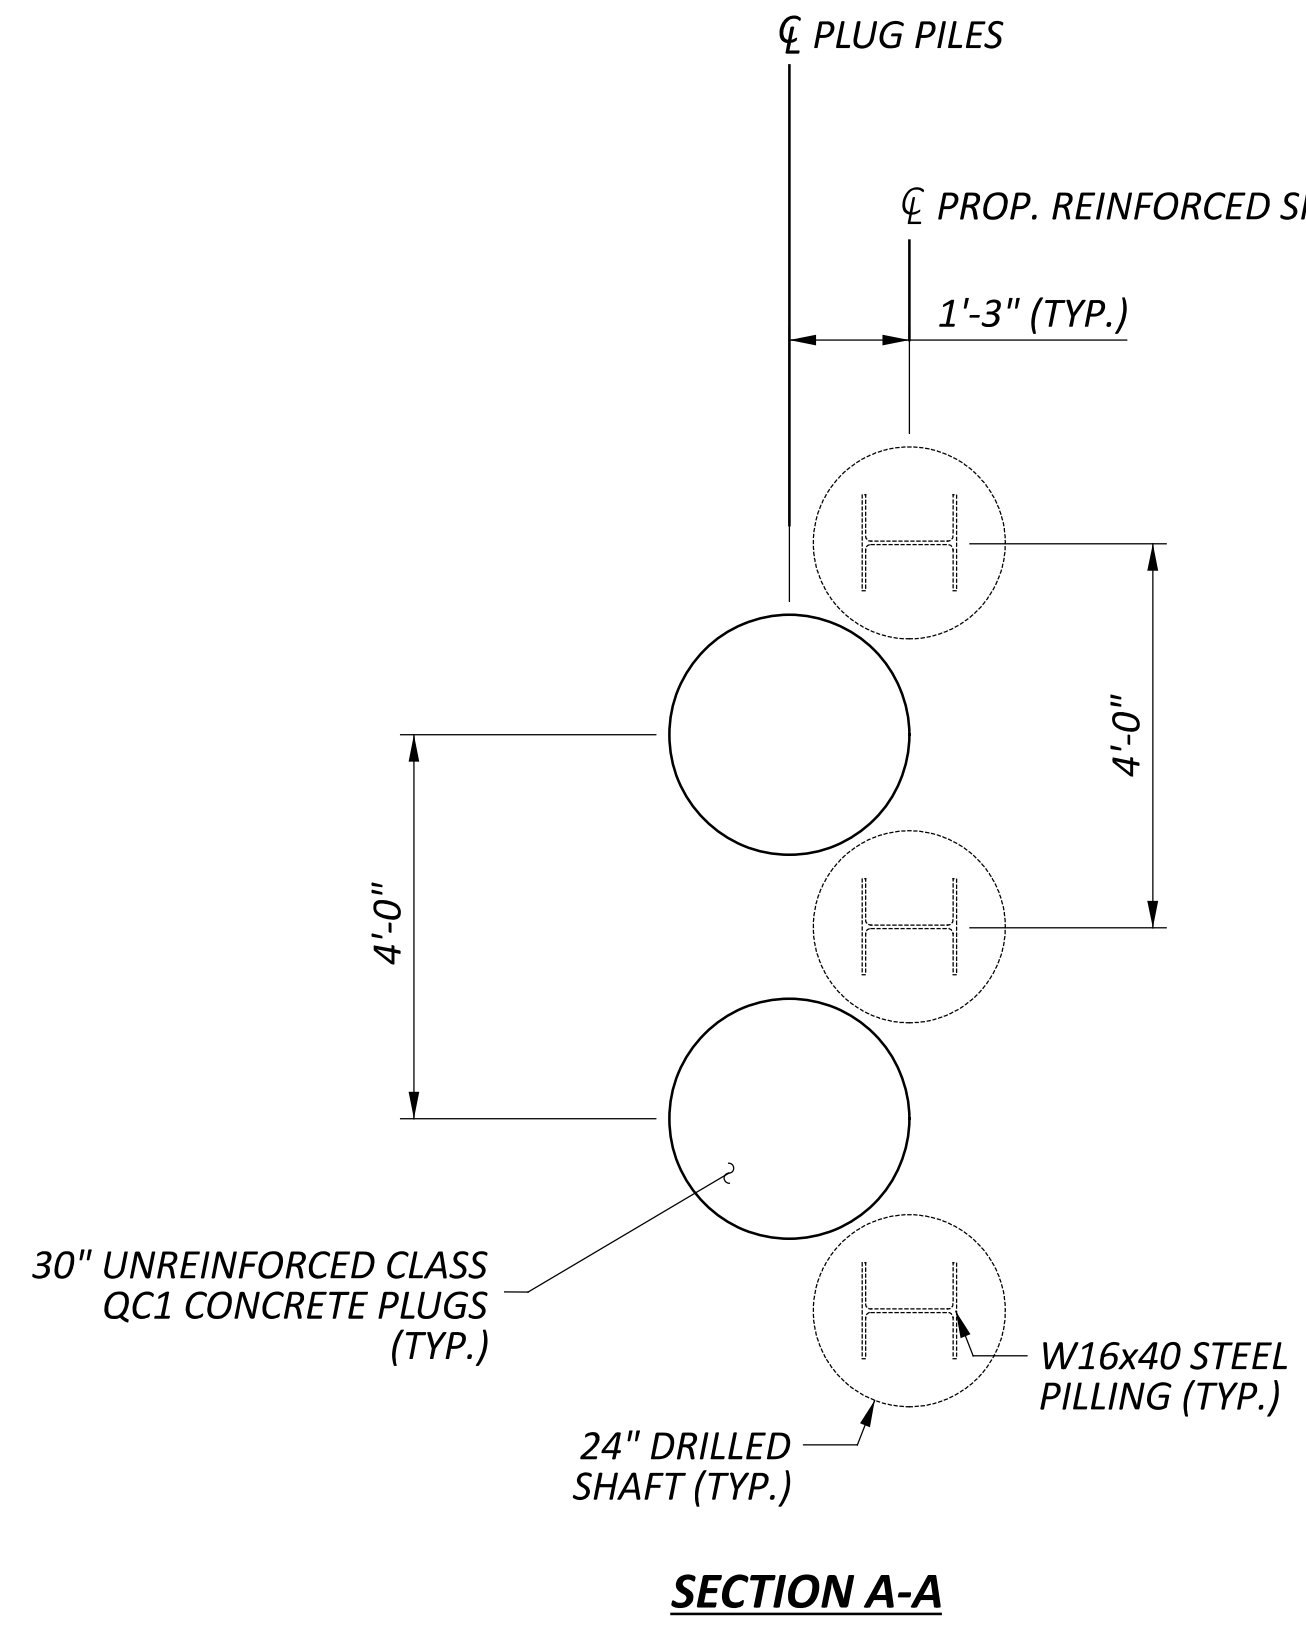 ℄ PLUG PILES
℄ PROP. REINFORCED
1'-3" (TYP.)
4'-0"
4'-0"
30" UNREINFORCED CLASS
QC1 CONCRETE PLUGS
(TYP.)
W16x40 STEEL
PILLING (TYP.)
24" DRILLED
SHAFT (TYP.)
SECTION A-A